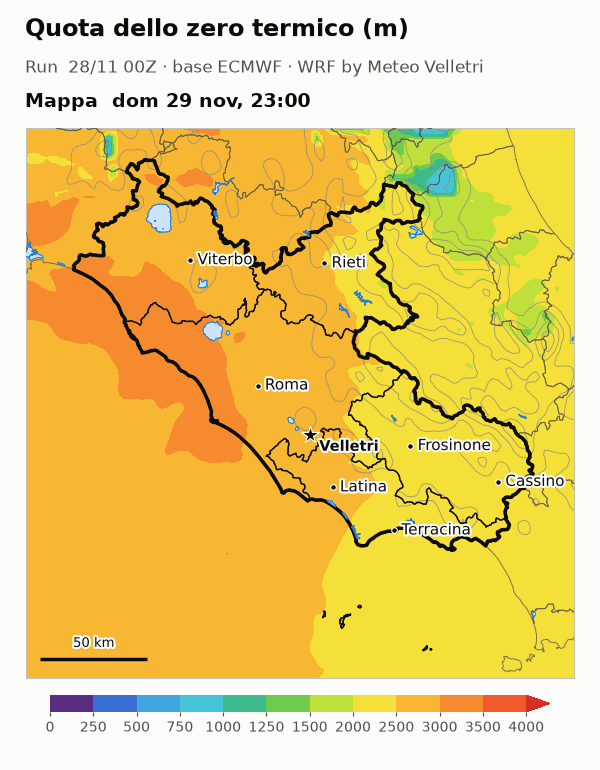 Quota dello zero termico (m)
Run  28/11 00Z · base ECMWF · WRF by Meteo Velletri
Mappa  dom 29 nov, 23:00
Viterbo
Rieti
Roma
Velletri
Frosinone
Latina
Cassino
Terracina
50 km
0 250 500 750 1000 1250 1500 2000 2500 3000 3500 4000